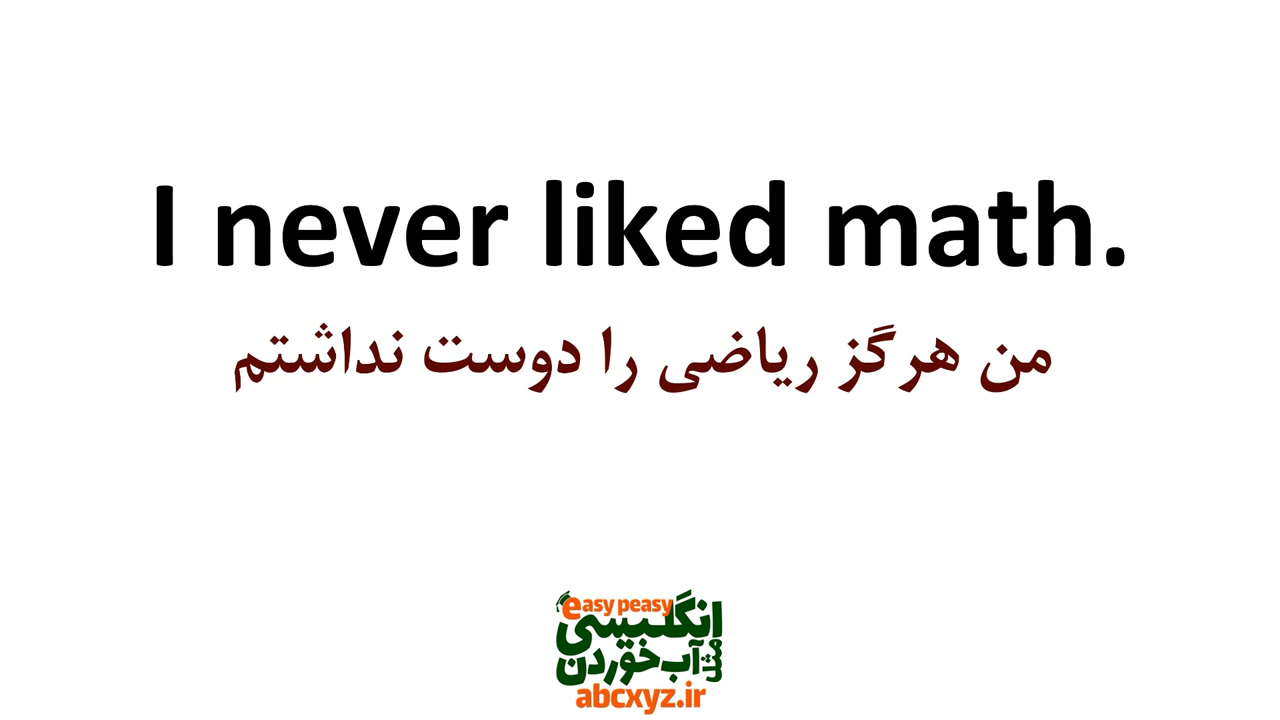 I never liked math.
من هرگز ریاضی را دوست نداشتم
easy peasy
انگلیسی
مثل آب خوردن
abcxyz.ir